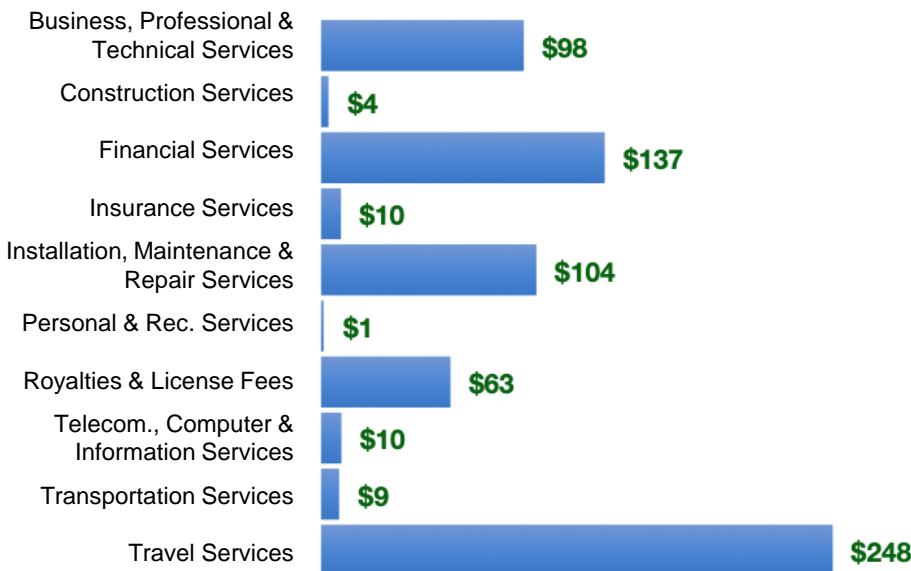 Business, Professional &
Technical Services
$98
Construction Services
$4
Financial Services
$137
Insurance Services
$10
Installation, Maintenance &
Repair Services
$104
Personal & Rec. Services
$1
Royalties & License Fees
$63
Telecom., Computer &
Information Services
$10
Transportation Services
$9
Travel Services
$248